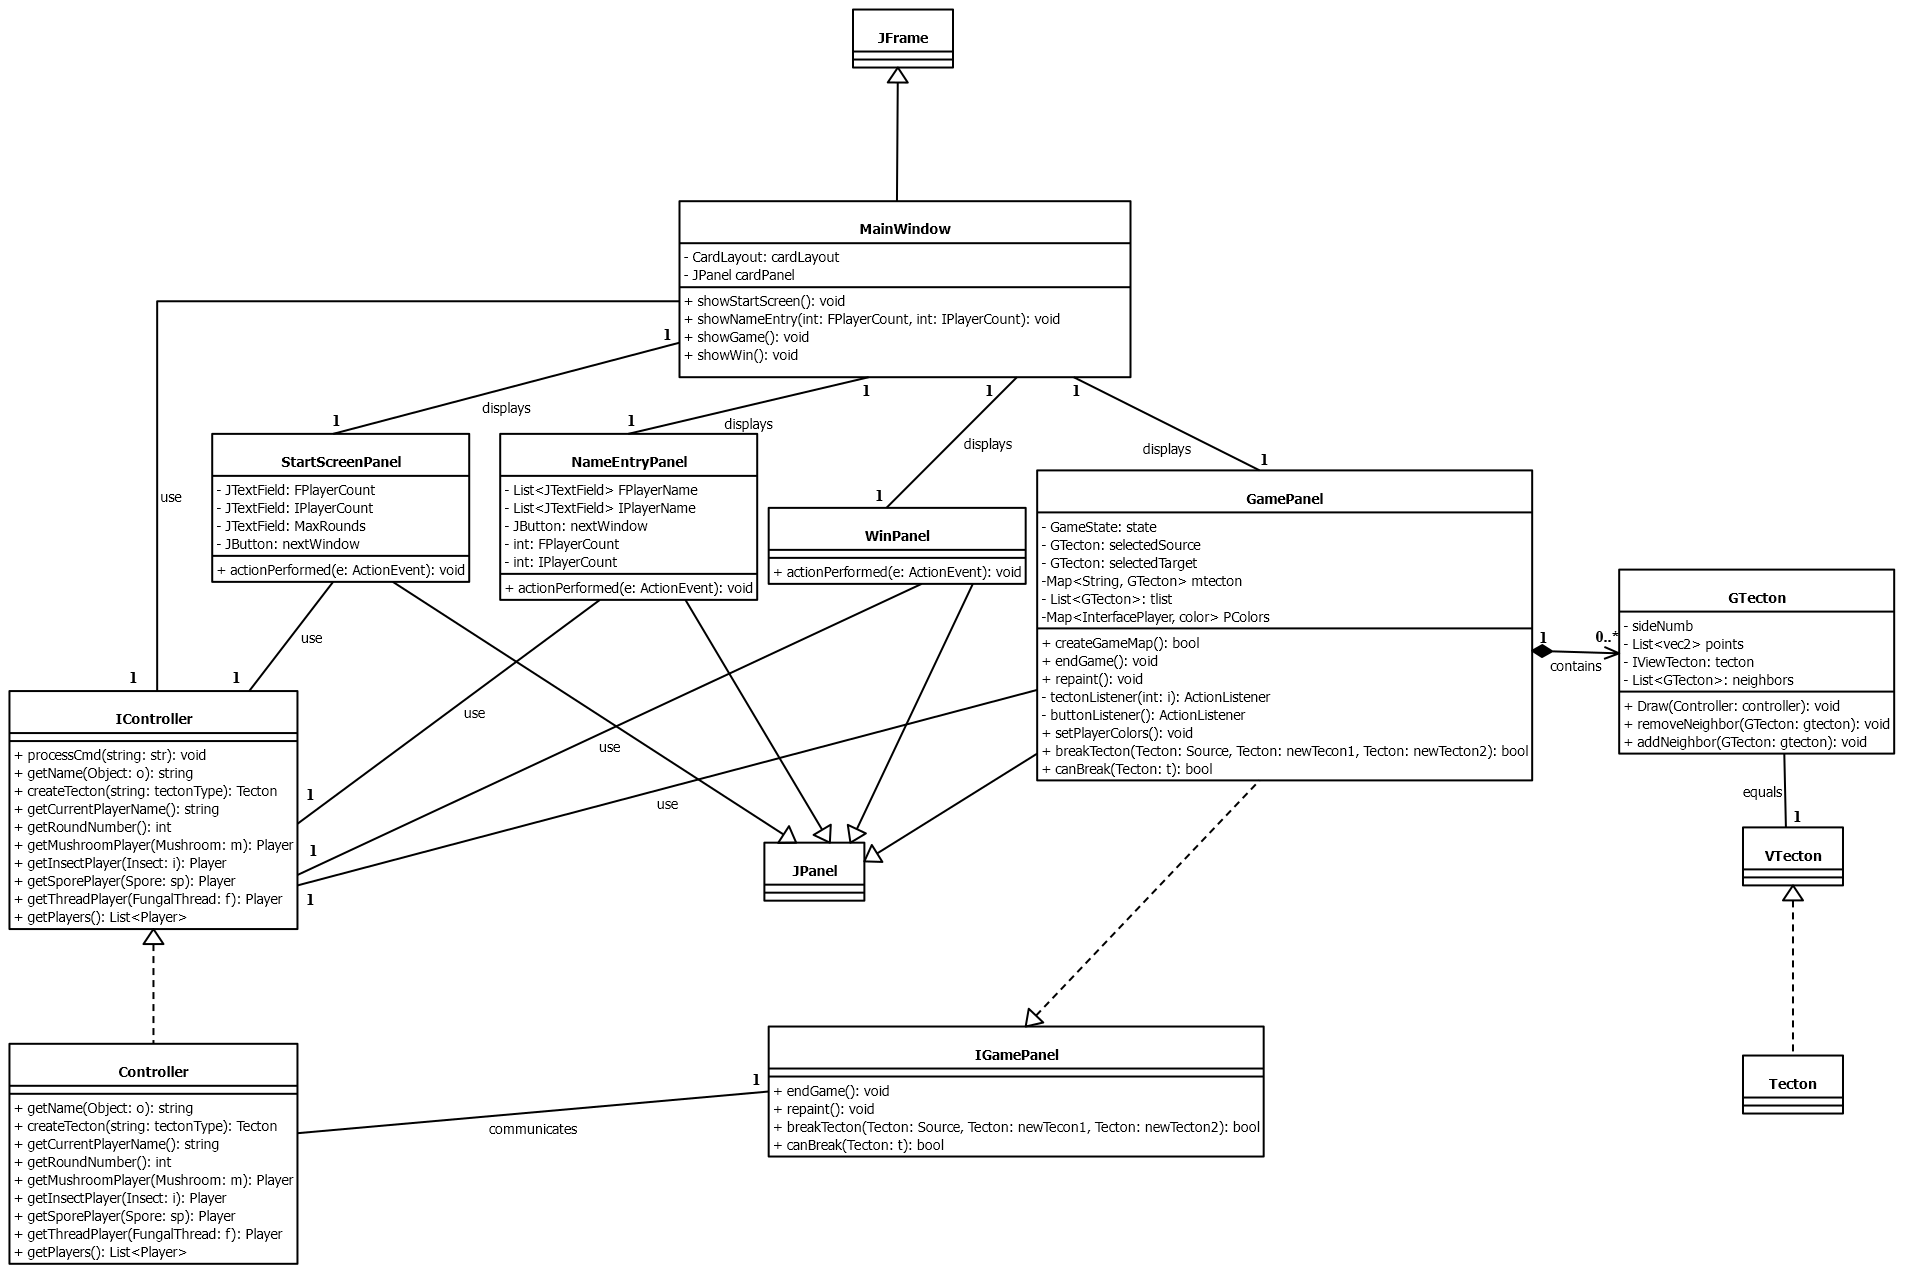 JFrame
MainWindow
- CardLayout: cardLayout
- JPanel cardPanel
+ showStartScreen(): void
+ showNameEntry(int: FPlayerCount, int: IPlayerCount): void
+ showGame(): void
+ showWin(): void
1
1
1
1
displays
displays
displays
displays
1
1
1
1
use
StartScreenPanel
- JTextField: FPlayerCount
- JTextField: IPlayerCount
- JTextField: MaxRounds
- JButton: nextWindow
+ actionPerformed(e: ActionEvent): void
NameEntryPanel
- List<JTextField> FPlayerName
- List<JTextField> IPlayerName
- JButton: nextWindow
- int: FPlayerCount
- int: IPlayerCount
+ actionPerformed(e: ActionEvent): void
WinPanel
+ actionPerformed(e: ActionEvent): void
GamePanel
- GameState: state
- GTecton: selectedSource
- GTecton: selectedTarget
-Map<String, GTecton> mtecton
- List<GTecton>: tlist
-Map<InterfacePlayer, color> PColors
+ createGameMap(): bool
+ endGame(): void
+ repaint(): void
- tectonListener(int: i): ActionListener
- buttonListener(): ActionListener
+ setPlayerColors(): void
+ breakTecton(Tecton: Source, Tecton: newTecon1, Tecton: newTecton2): bool
+ canBreak(Tecton: t): bool
1
0..*
contains
GTecton
- sideNumb
- List<vec2> points
- IViewTecton: tecton
- List<GTecton>: neighbors
+ Draw(Controller: controller): void
+ removeNeighbor(GTecton: gtecton): void
+ addNeighbor(GTecton: gtecton): void
equals
1
VTecton
Tecton
use
use
use
use
1
1
1
1
1
IController
+ processCmd(string: str): void
+ getName(Object: o): string
+ createTecton(string: tectonType): Tecton
+ getCurrentPlayerName(): string
+ getRoundNumber(): int
+ getMushroomPlayer(Mushroom: m): Player
+ getInsectPlayer(Insect: i): Player
+ getSporePlayer(Spore: sp): Player
+ getThreadPlayer(FungalThread: f): Player
+ getPlayers(): List<Player>
JPanel
Controller
+ getName(Object: o): string
+ createTecton(string: tectonType): Tecton
+ getCurrentPlayerName(): string
+ getRoundNumber(): int
+ getMushroomPlayer(Mushroom: m): Player
+ getInsectPlayer(Insect: i): Player
+ getSporePlayer(Spore: sp): Player
+ getThreadPlayer(FungalThread: f): Player
+ getPlayers(): List<Player>
communicates
1
IGamePanel
+ endGame(): void
+ repaint(): void
+ breakTecton(Tecton: Source, Tecton: newTecon1, Tecton: newTecton2): bool
+ canBreak(Tecton: t): bool